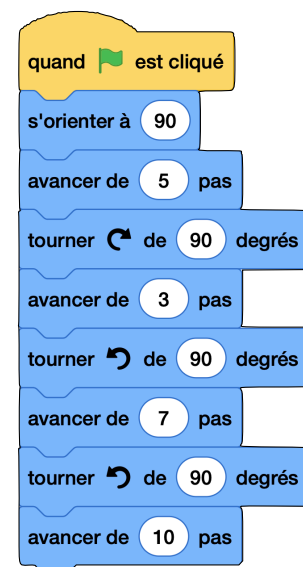 quand est cliqué
s'orienter à 90
avancer de 5 pas
tourner de 90 degrés
avancer de 3 pas
tourner de 90 degrés
avancer de 7 pas
tourner de 90 degrés
avancer de 10 pas